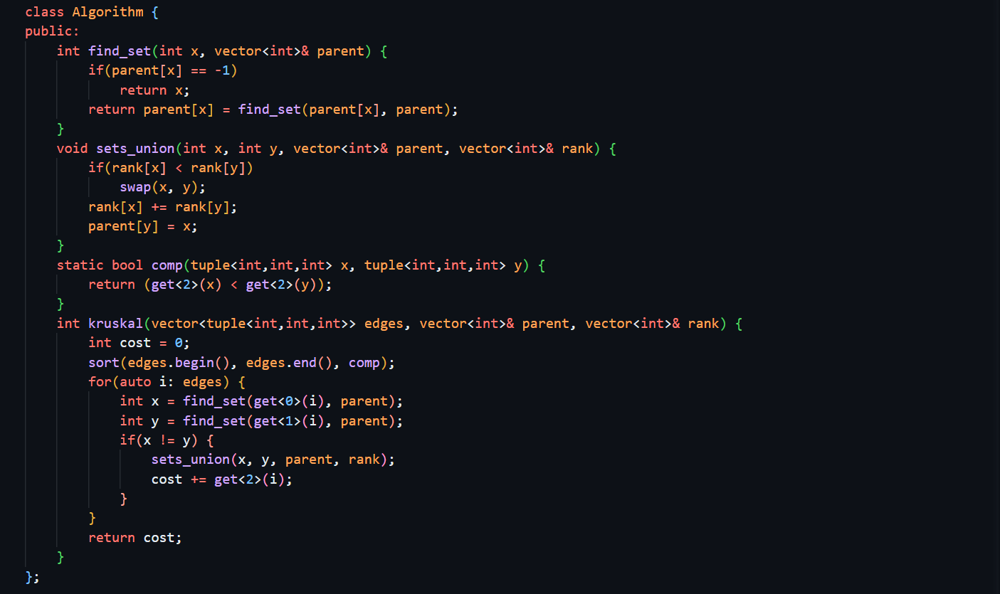 class Algorithm {
public:
    int find_set(int x, vector<int>& parent) {
        if(parent[x] == -1)
            return x;
        return parent[x] = find_set(parent[x], parent);
    }
    void sets_union(int x, int y, vector<int>& parent, vector<int>& rank) {
        if(rank[x] < rank[y])
            swap(x, y);
        rank[x] += rank[y];
        parent[y] = x;
    }
    static bool comp(tuple<int,int,int> x, tuple<int,int,int> y) {
        return (get<2>(x) < get<2>(y));
    }
    int kruskal(vector<tuple<int,int,int>> edges, vector<int>& parent, vector<int>& rank) {
        int cost = 0;
        sort(edges.begin(), edges.end(), comp);
        for(auto i: edges) {
            int x = find_set(get<0>(i), parent);
            int y = find_set(get<1>(i), parent);
            if(x != y) {
                sets_union(x, y, parent, rank);
                cost += get<2>(i);
            }
        }
        return cost;
    }
};